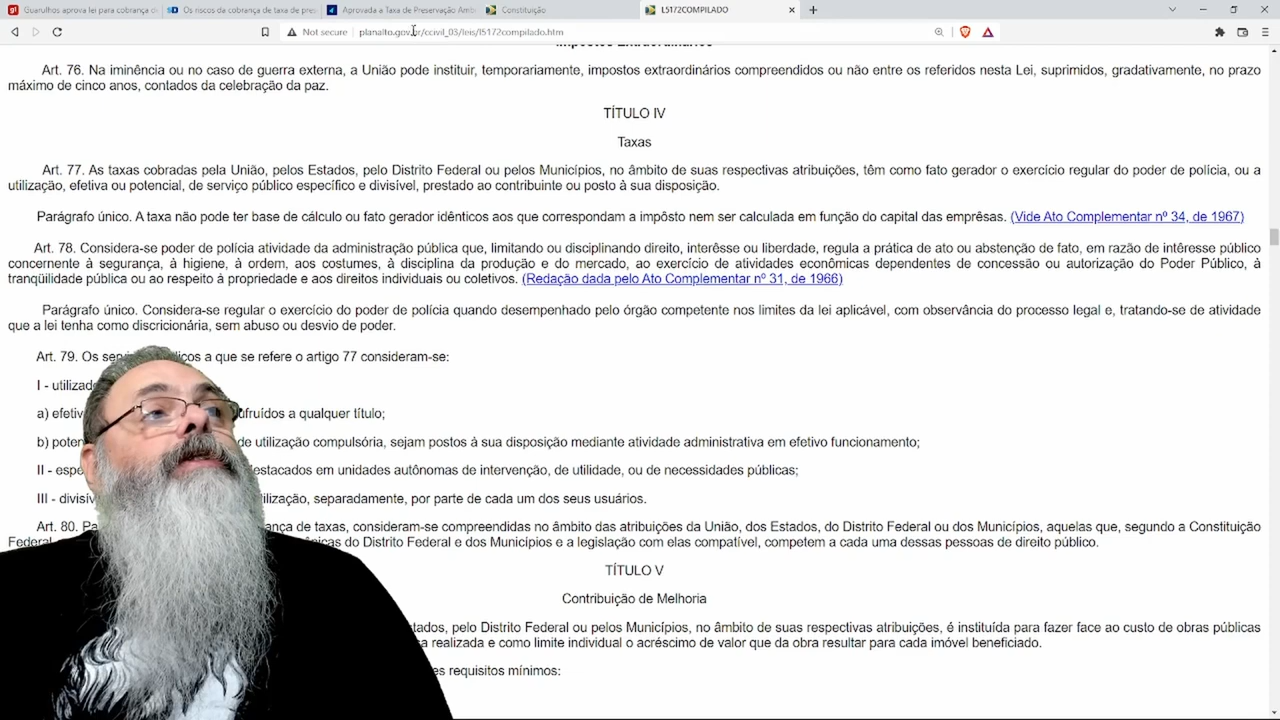 Guarulhos aprova lei para cobrança d
Os riscos da cobrança de taxa de pres
Aprovada a Taxa de Preservação Amb
Constituição
L5172COMPILADO
Not secure
planalto.gov.br/ccivil_03/leis/l5172compilado.htm
Impostos Extraordinários
Art. 76. Na iminência ou no caso de guerra externa, a União pode instituir, temporariamente, impostos extraordinários compreendidos ou não entre os referidos nesta Lei, suprimidos, gradativamente, no prazo
máximo de cinco anos, contados da celebração da paz.
TÍTULO IV
Taxas
Art. 77. As taxas cobradas pela União, pelos Estados, pelo Distrito Federal ou pelos Municípios, no âmbito de suas respectivas atribuições, têm como fato gerador o exercício regular do poder de polícia, ou a
utilização, efetiva ou potencial, de serviço público específico e divisível, prestado ao contribuinte ou posto à sua disposição.
Parágrafo único. A taxa não pode ter base de cálculo ou fato gerador idênticos aos que correspondam a impôsto nem ser calculada em função do capital das emprêsas. (Vide Ato Complementar nº 34, de 1967)
Art. 78. Considera-se poder de polícia atividade da administração pública que, limitando ou disciplinando direito, interêsse ou liberdade, regula a prática de ato ou abstenção de fato, em razão de intêresse público
concernente à segurança, à higiene, à ordem, aos costumes, à disciplina da produção e do mercado, ao exercício de atividades econômicas dependentes de concessão ou autorização do Poder Público, à
tranqüilidade pública ou ao respeito à propriedade e aos direitos individuais ou coletivos. (Redação dada pelo Ato Complementar nº 31, de 1966)
Parágrafo único. Considera-se regular o exercício do poder de polícia quando desempenhado pelo órgão competente nos limites da lei aplicável, com observância do processo legal e, tratando-se de atividade
que a lei tenha como discricionária, sem abuso ou desvio de poder.
Art. 79. Os ser icos a que se refere o artigo 77 consideram-se:
I - utilizad
a) efeti ufruídos a qualquer título;
b) poten de utilização compulsória, sejam postos à sua disposição mediante atividade administrativa em efetivo funcionamento;
II - espe estacados em unidades autônomas de intervenção, de utilidade, ou de necessidades públicas;
III - divisív ilização, separadamente, por parte de cada um dos seus usuários.
Art. 80. Pa ança de taxas, consideram-se compreendidas no âmbito das atribuições da União, dos Estados, do Distrito Federal ou dos Municípios, aquelas que, segundo a Constituição
Federal do Distrito Federal e dos Municípios e a legislação com elas compatível, competem a cada uma dessas pessoas de direito público.
TÍTULO V
Contribuição de Melhoria
tados, pelo Distrito Federal ou pelos Municípios, no âmbito de suas respectivas atribuições, é instituída para fazer face ao custo de obras públicas
a realizada e como limite individual o acréscimo de valor que da obra resultar para cada imóvel beneficiado.
es requisitos mínimos: